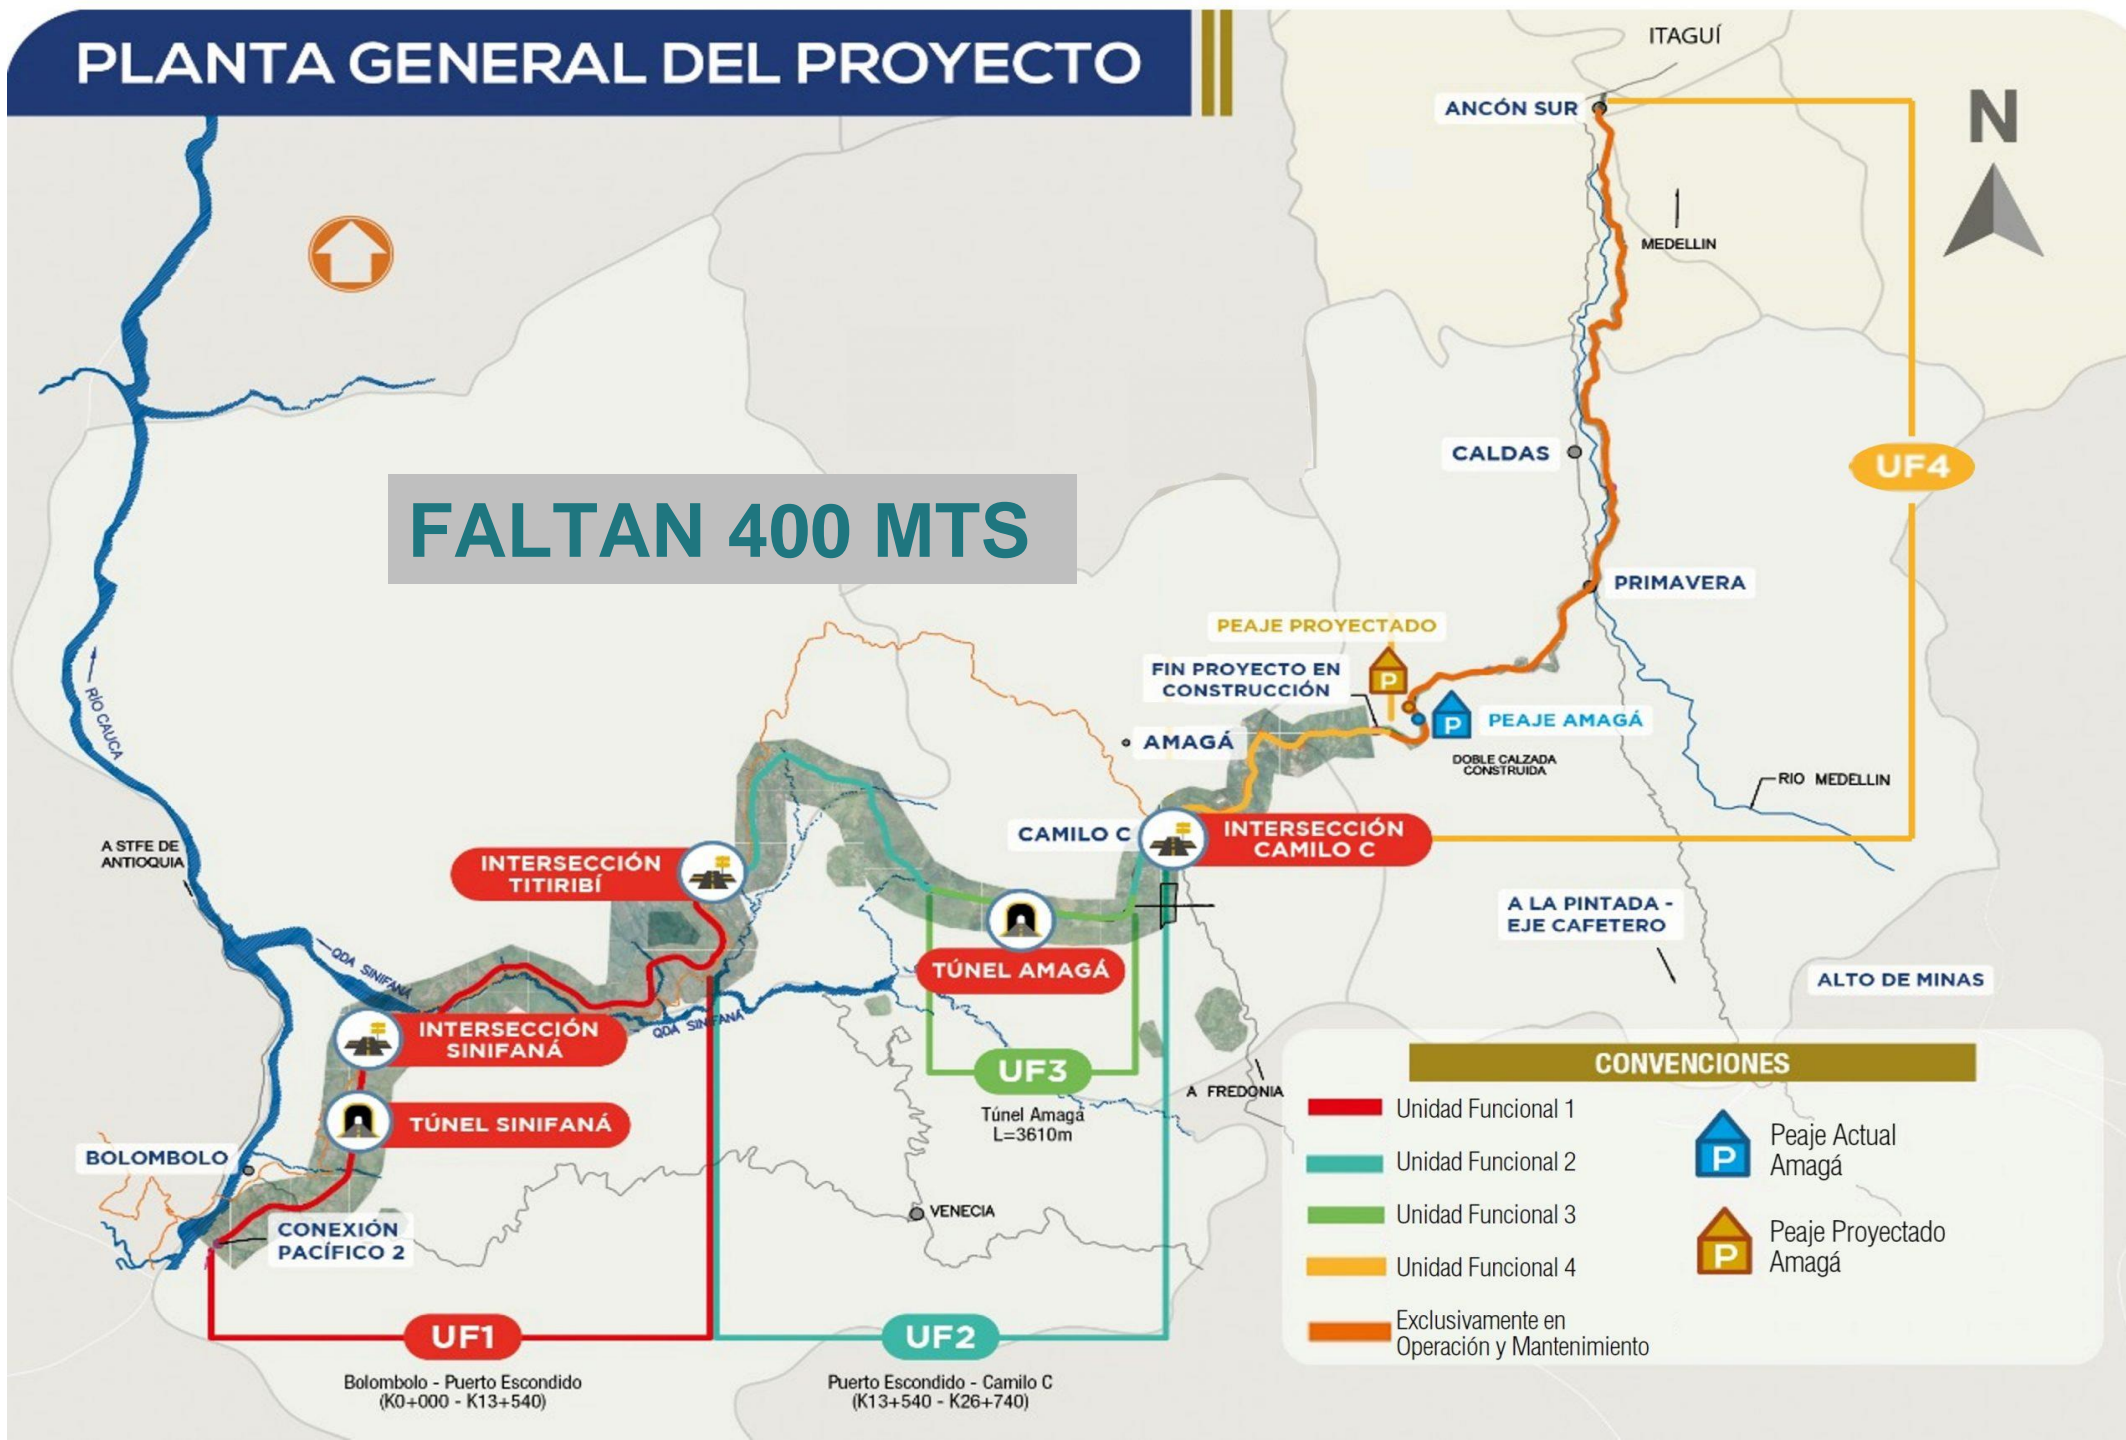 PLANTA GENERAL DEL PROYECTO
ITAGUÍ
ANCÓN SUR
N
MEDELLIN
CALDAS
UF4
FALTAN 400 MTS
PRIMAVERA
PEAJE PROYECTADO
FIN PROYECTO EN
CONSTRUCCIÓN
P
P
PEAJE AMAGÁ
AMAGÁ
DOBLE CALZADA
CONSTRUIDA
RÍO CAUCA
RIO MEDELLIN
CAMILO C
INTERSECCIÓN
CAMILO C
A STFE DE
ANTIOQUIA
INTERSECCIÓN
TITIRIBÍ
A LA PINTADA -
EJE CAFETERO
TÚNEL AMAGÁ
QDA SINIFANÁ
ALTO DE MINAS
QDA SINIFANÁ
INTERSECCIÓN
SINIFANÁ
UF3
Túnel Amagá
L=3610m
A FREDONIA
TÚNEL SINIFANÁ
BOLOMBOLO
VENECIA
CONEXIÓN
PACÍFICO 2
UF1
Bolombolo - Puerto Escondido
(K0+000 - K13+540)
UF2
Puerto Escondido - Camilo C
(K13+540 - K26+740)
CONVENCIONES
Unidad Funcional 1
Unidad Funcional 2
Unidad Funcional 3
Unidad Funcional 4
Exclusivamente en
Operación y Mantenimiento
P
Peaje Actual
Amagá
P
Peaje Proyectado
Amagá